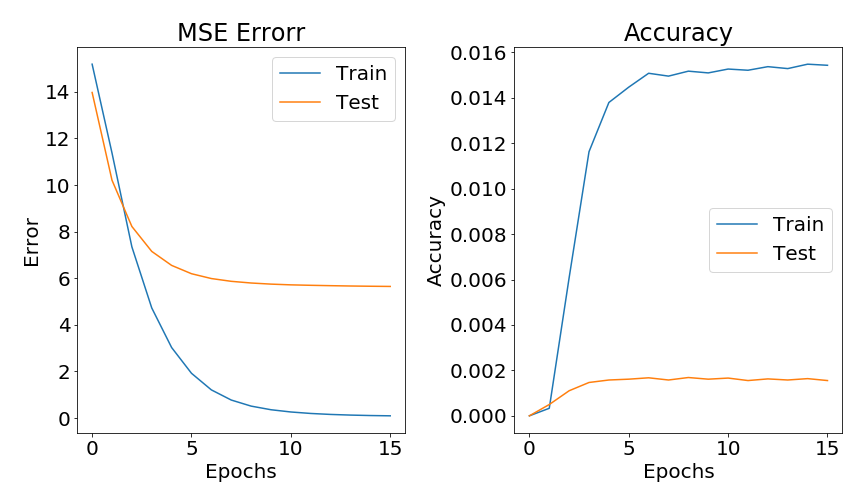 MSE Errorr
Error
14
12
10
8
6
4
2
0
0 5 10 15
Epochs
Train
Test
Accuracy
Accuracy
0.016
0.014
0.012
0.010
0.008
0.006
0.004
0.002
0.000
0 5 10 15
Epochs
Train
Test